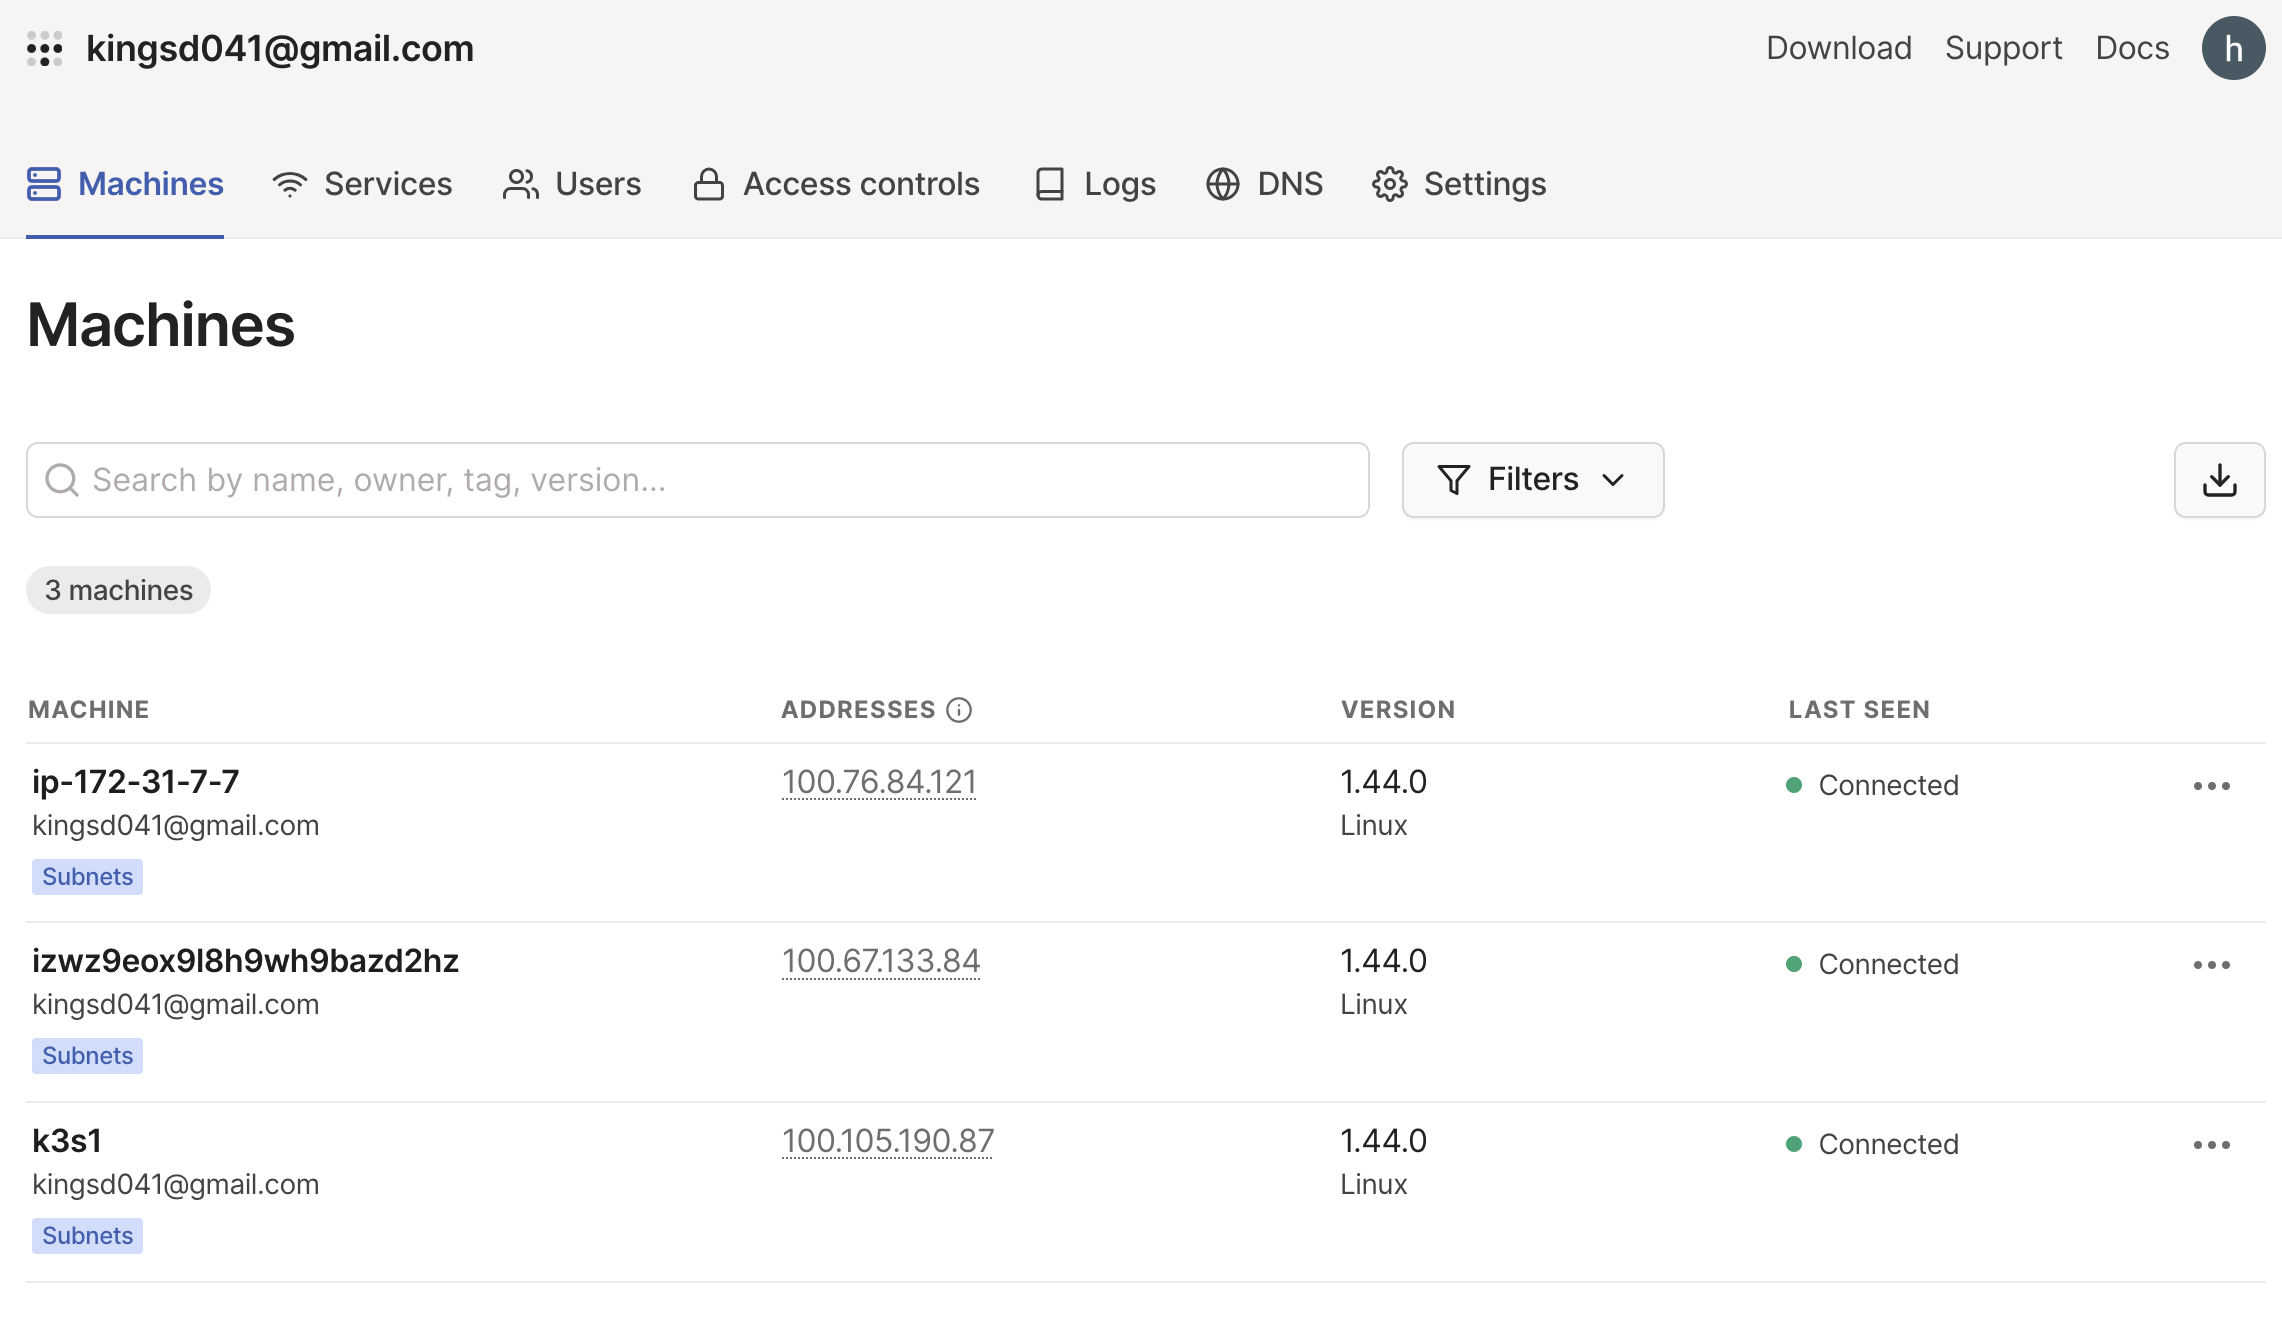 kingsd041@gmail.com Download Support Docs h
Machines Services Users Access controls Logs DNS Settings
Machines
Search by name, owner, tag, version... Filters
3 machines
MACHINE ADDRESSES VERSION LAST SEEN
ip-172-31-7-7 100.76.84.121 1.44.0 Connected
kingsd041@gmail.com Linux
Subnets
izwz9eox9l8h9wh9bazd2hz 100.67.133.84 1.44.0 Connected
kingsd041@gmail.com Linux
Subnets
k3s1 100.105.190.87 1.44.0 Connected
kingsd041@gmail.com Linux
Subnets